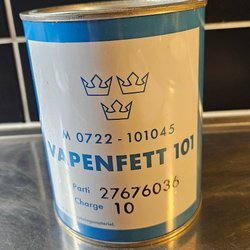 M 0722-101045
VAPENFETT 101
Parti 27676036
Charge 10